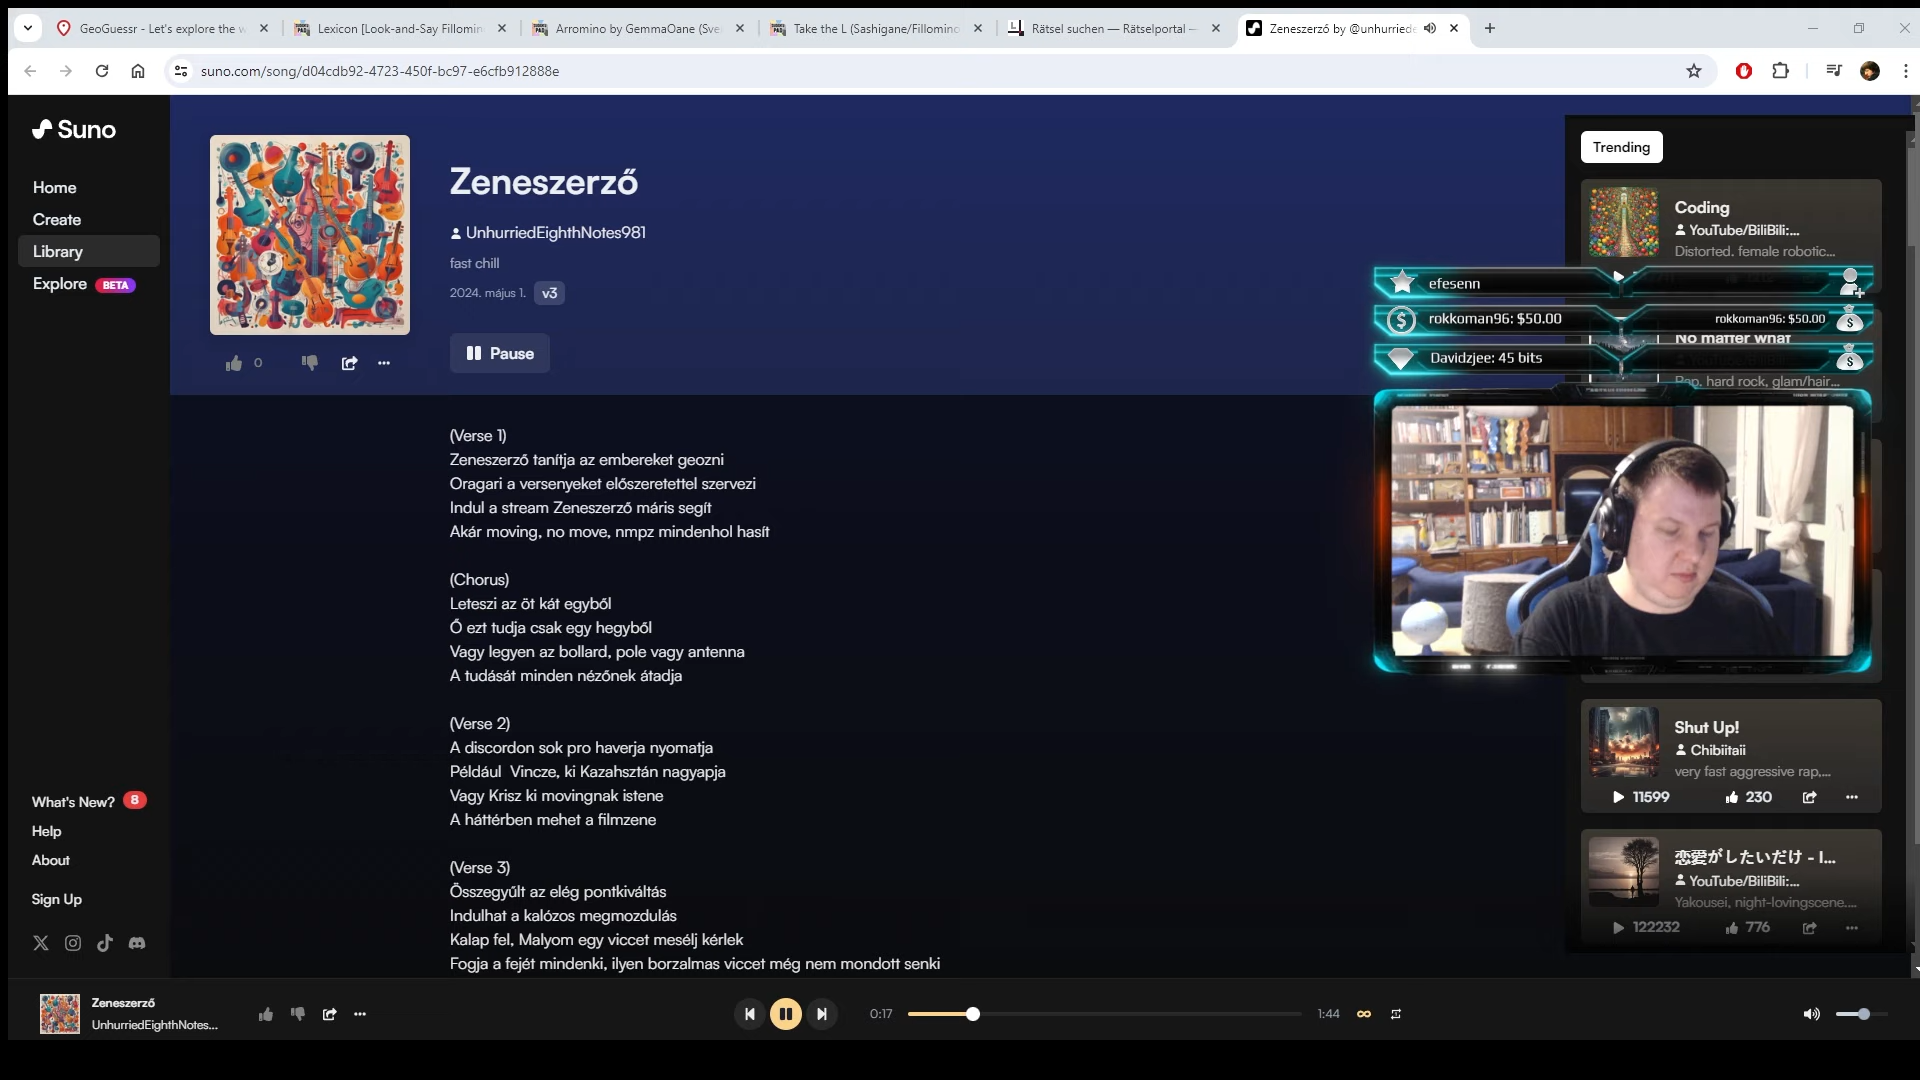 GeoGuessr - Let's explore the w
Lexicon [Look-and-Say Fillomin
Arromino by GemmaOane (Sve
Take the L (Sashigane/Fillomino
Rätsel suchen — Rätselportal —
Zeneszerző by @unhurriede
suno.com/song/d04cdb92-4723-450f-bc97-e6cfb912888e
Suno
Home
Create
Library
Explore BETA
What's New? 8
Help
About
Sign Up
Zeneszerző
UnhurriedEighthNotes981
fast chill
2024. május 1. v3
0
Pause
(Verse 1)
Zeneszerző tanítja az embereket geozni
Oragari a versenyeket előszeretettel szervezi
Indul a stream Zeneszerző máris segít
Akár moving, no move, nmpz mindenhol hasít
(Chorus)
Leteszi az öt kát egyből
Ő ezt tudja csak egy hegyből
Vagy legyen az bollard, pole vagy antenna
A tudását minden nézőnek átadja
(Verse 2)
A discordon sok pro haverja nyomatja
Például  Vincze, ki Kazahsztán nagyapja
Vagy Krisz ki movingnak istene
A háttérben mehet a filmzene
(Verse 3)
Összegyűlt az elég pontkiváltás
Indulhat a kalózos megmozdulás
Kalap fel, Malyom egy viccet mesélj kérlek
Fogja a fejét mindenki, ilyen borzalmas viccet még nem mondott senki
Trending
Coding
YouTube/BiliBili:...
Distorted, female robotic...
efesenn
rokkoman96: $50.00
rokkoman96: $50.00
No matter what
Davidzjee: 45 bits
Rap, hard rock, glam/hair...
Shut Up!
Chibiitaii
very fast aggressive rap,...
11599 230
恋愛がしたいだけ - I...
YouTube/BiliBili:...
Yakousei, night-lovingscene....
122232 776
Zeneszerző
UnhurriedEighthNotes...
0:17
1:44